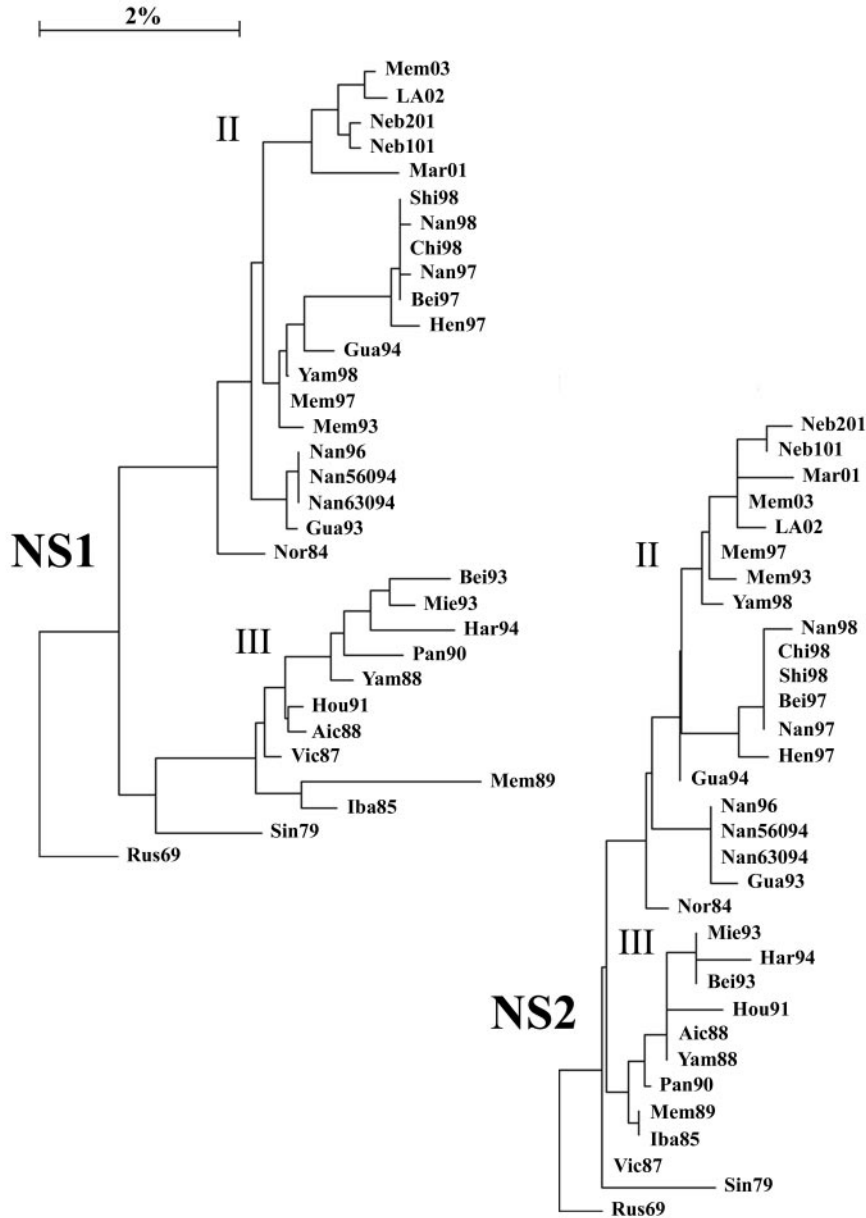 2%
Mem03
LA02
II
Neb201
Neb101
Mar01
Shi98
Nan98
Chi98
Nan97
Bei97
Hen97
Gua94
Yam98
Mem97
Mem93
Nan96
Nan56094
Nan63094
Gua93
NS1
Nor84
Bei93
Mie93
Har94
III
Pan90
Yam88
Hou91
Aic88
Vic87
Mem89
Iba85
Sin79
Rus69
Neb201
Neb101
Mar01
Mem03
LA02
II
Mem97
Mem93
Yam98
Nan98
Chi98
Shi98
Bei97
Nan97
Hen97
Gua94
Nan96
Nan56094
Nan63094
Gua93
Nor84
III
Mie93
Har94
Bei93
NS2
Hou91
Aic88
Yam88
Pan90
Mem89
Iba85
Vic87
Sin79
Rus69